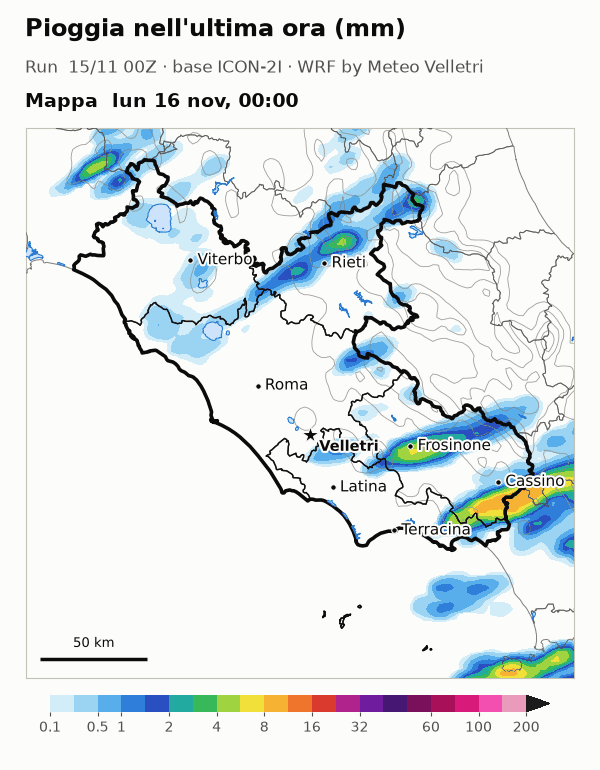 Pioggia nell'ultima ora (mm)
Run  15/11 00Z · base ICON-2I · WRF by Meteo Velletri
Mappa  lun 16 nov, 00:00
Viterbo
Rieti
Roma
Velletri
Frosinone
Latina
Cassino
Terracina
50 km
0.1 0.5 1 2 4 8 16 32 60 100 200